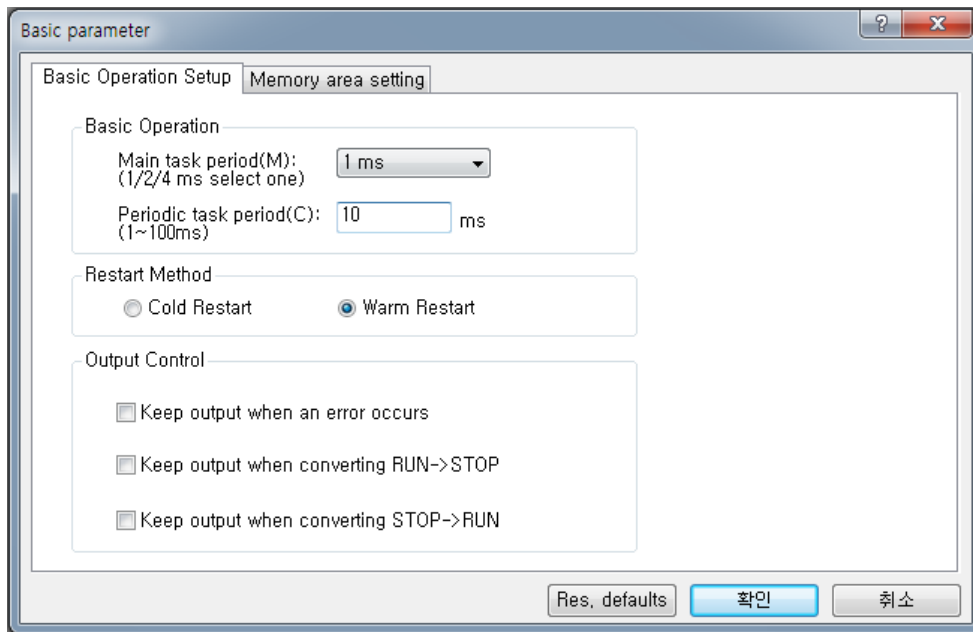 Basic parameter
Basic Operation Setup
Memory area setting
Basic Operation
Main task period(M):
(1/2/4 ms select one)
1 ms
Periodic task period(C):
(1~100ms)
10
ms
Restart Method
Cold Restart
Warm Restart
Output Control
Keep output when an error occurs
Keep output when converting RUN->STOP
Keep output when converting STOP->RUN
Res, defaults
확인
취소